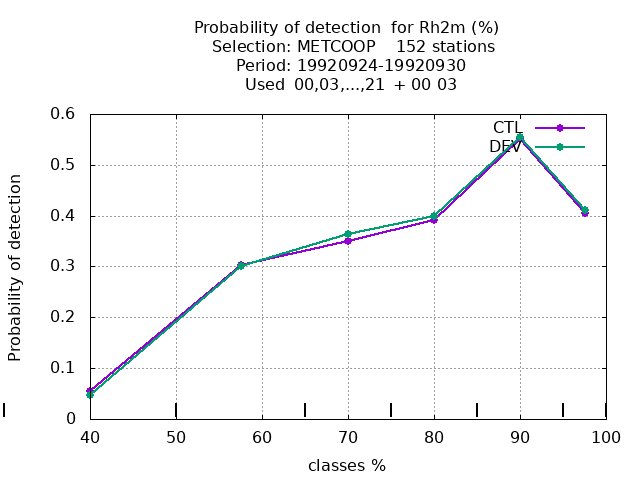 Probability of detection for Rh2m (%)
Selection: METCOOP 152 stations
Period: 19920924-19920930
Used 00,03,...,21 + 00 03
CTL
DEV
0.6
0.5
0.4
0.3
0.2
0.1
0
Probability of detection
40 50 60 70 80 90 100
classes %